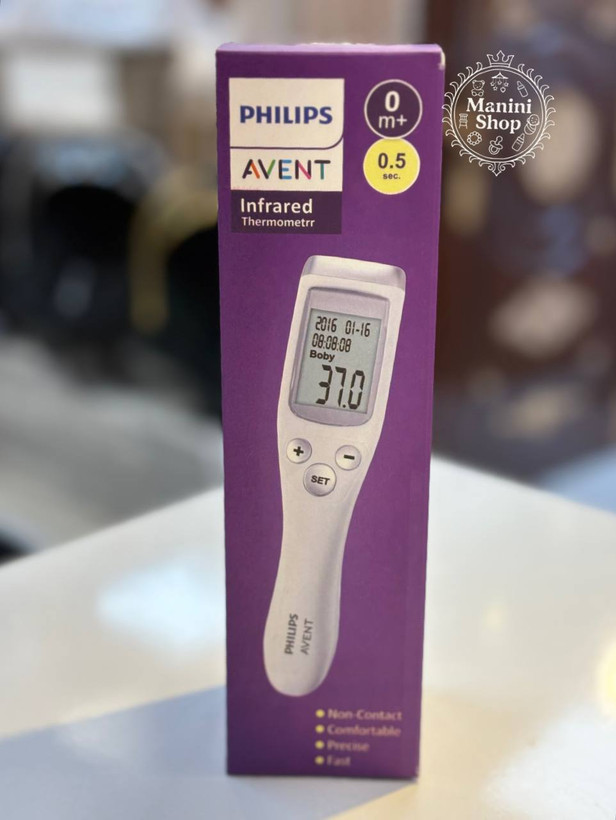 PHILIPS
AVENT
Infrared
Thermometrr
0
m+
0.5
sec.
Manini
Shop
2016 01-16
08:08:08
Boby
37.0
+
-
SET
PHILIPS
AVENT
Non-Contact
Comfortable
Precise
Fast